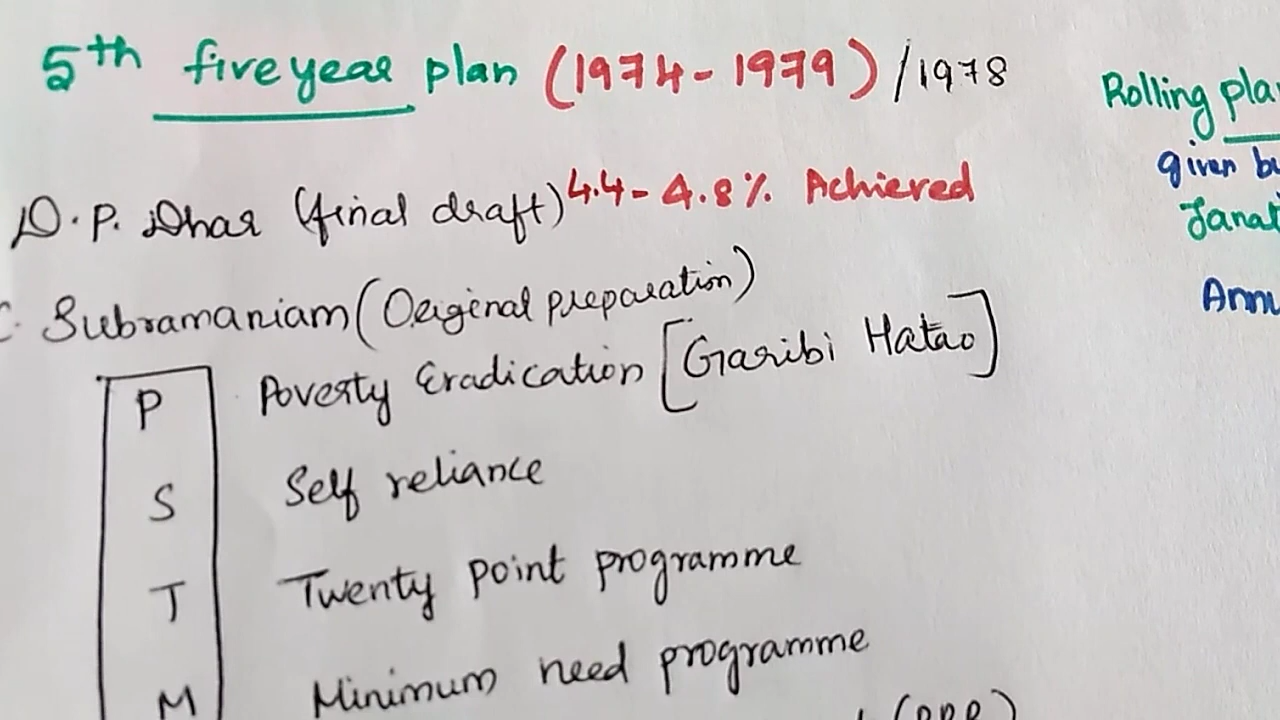 5th five year plan (1974-1979) /1978
D.P. Dhar (final draft) 4.4-4.8% Achieved
C. Subramaniam (Original preparation)
P Poverty Eradication [Garibi Hatao]
S Self reliance
T Twenty point programme
M Minimum need programme
Rolling pla
given b
Janat
Annu